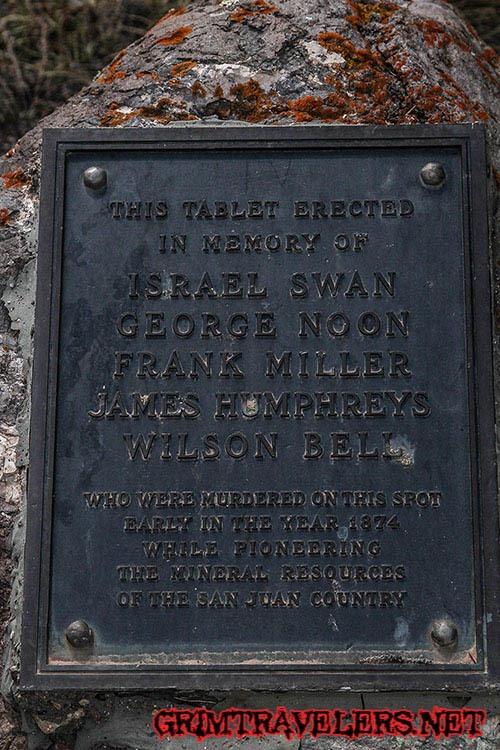 THIS TABLET ERECTED
IN MEMORY OF
ISRAEL SWAN
GEORGE NOON
FRANK MILLER
JAMES HUMPHREYS
WILSON BELL
WHO WERE MURDERED ON THIS SPOT
EARLY IN THE YEAR 1874
WHILE PIONEERING
THE MINERAL RESOURCES
OF THE SAN JUAN COUNTRY
GRIMTRAVELERS.NET